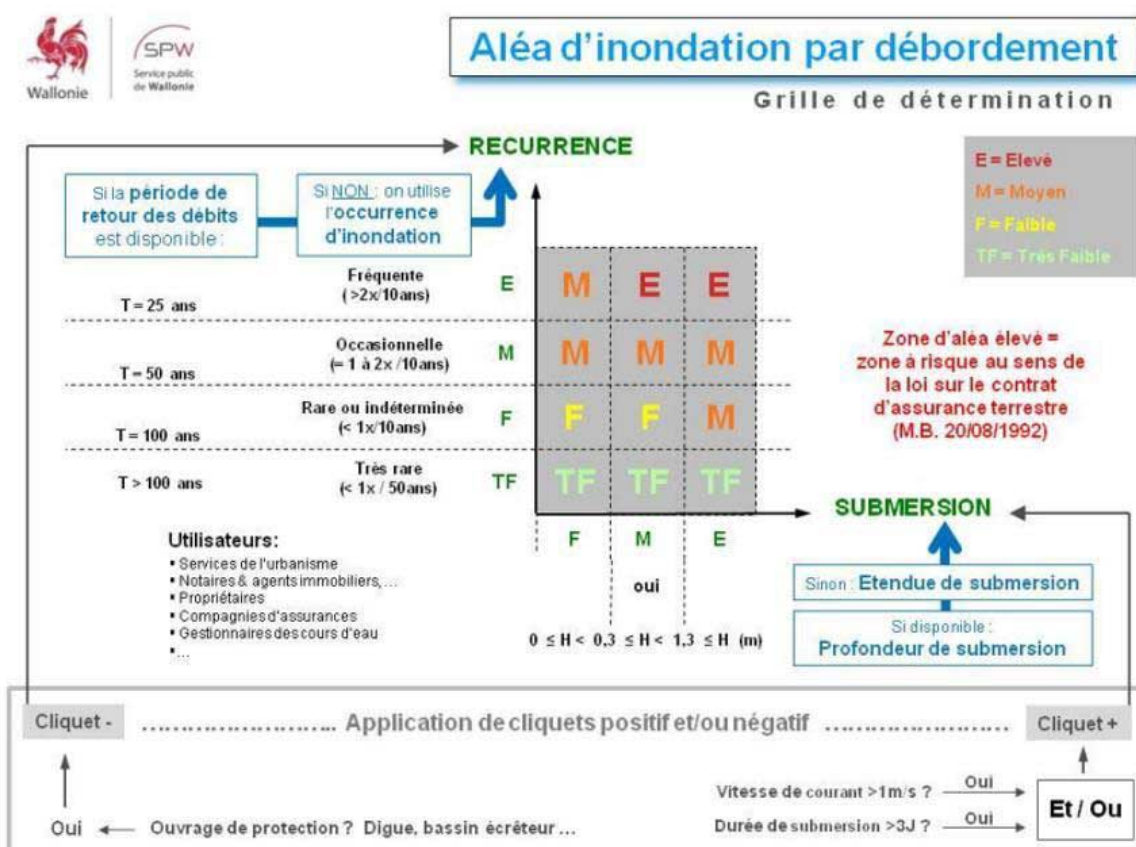 Wallonie
SPW
Service public
de Wallonie
Aléa d'inondation par débordement
Grille de détermination
RECURRENCE
E = Elevé
M = Moyen
F = Faible
TF = Très Faible
Si la période de
retour des débits
est disponible :
Si NON : on utilise
l'occurrence
d'inondation
T = 25 ans
Fréquente
(>2x/10ans)
E
M E E
T = 50 ans
Occasionnelle
(= 1 à 2x /10ans)
M
M M M
T = 100 ans
Rare ou indéterminée
(< 1x/10ans)
F
F F M
T > 100 ans
Très rare
(< 1x / 50ans)
TF
TF TF TF
Zone d'aléa élevé =
zone à risque au sens de
la loi sur le contrat
d'assurance terrestre
(M.B. 20/08/1992)
SUBMERSION
F M E
oui
0 ≤ H < 0,3 ≤ H < 1,3 ≤ H (m)
Sinon : Etendue de submersion
Si disponible :
Profondeur de submersion
Utilisateurs:
▪ Services de l'urbanisme
▪ Notaires & agents immobiliers,...
▪ Propriétaires
▪ Compagnies d'assurances
▪ Gestionnaires des cours d'eau
▪ ...
Cliquet - ........................ Application de cliquets positif et/ou négatif ........................ Cliquet +
Vitesse de courant >1m/s ? Oui
Et / Ou
Oui Ouvrage de protection ? Digue, bassin écrêteur ...
Durée de submersion >3J ? Oui